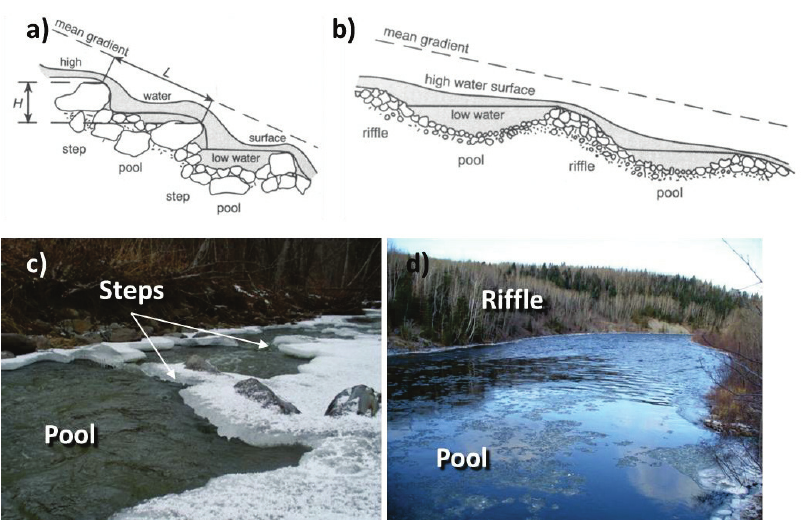 a)
mean gradient
L
high
water
H
surface
step
low water
pool
step
pool
b)
mean gradient
high water surface
low water
riffle
pool
riffle
pool
c)
Steps
Pool
d)
Riffle
Pool